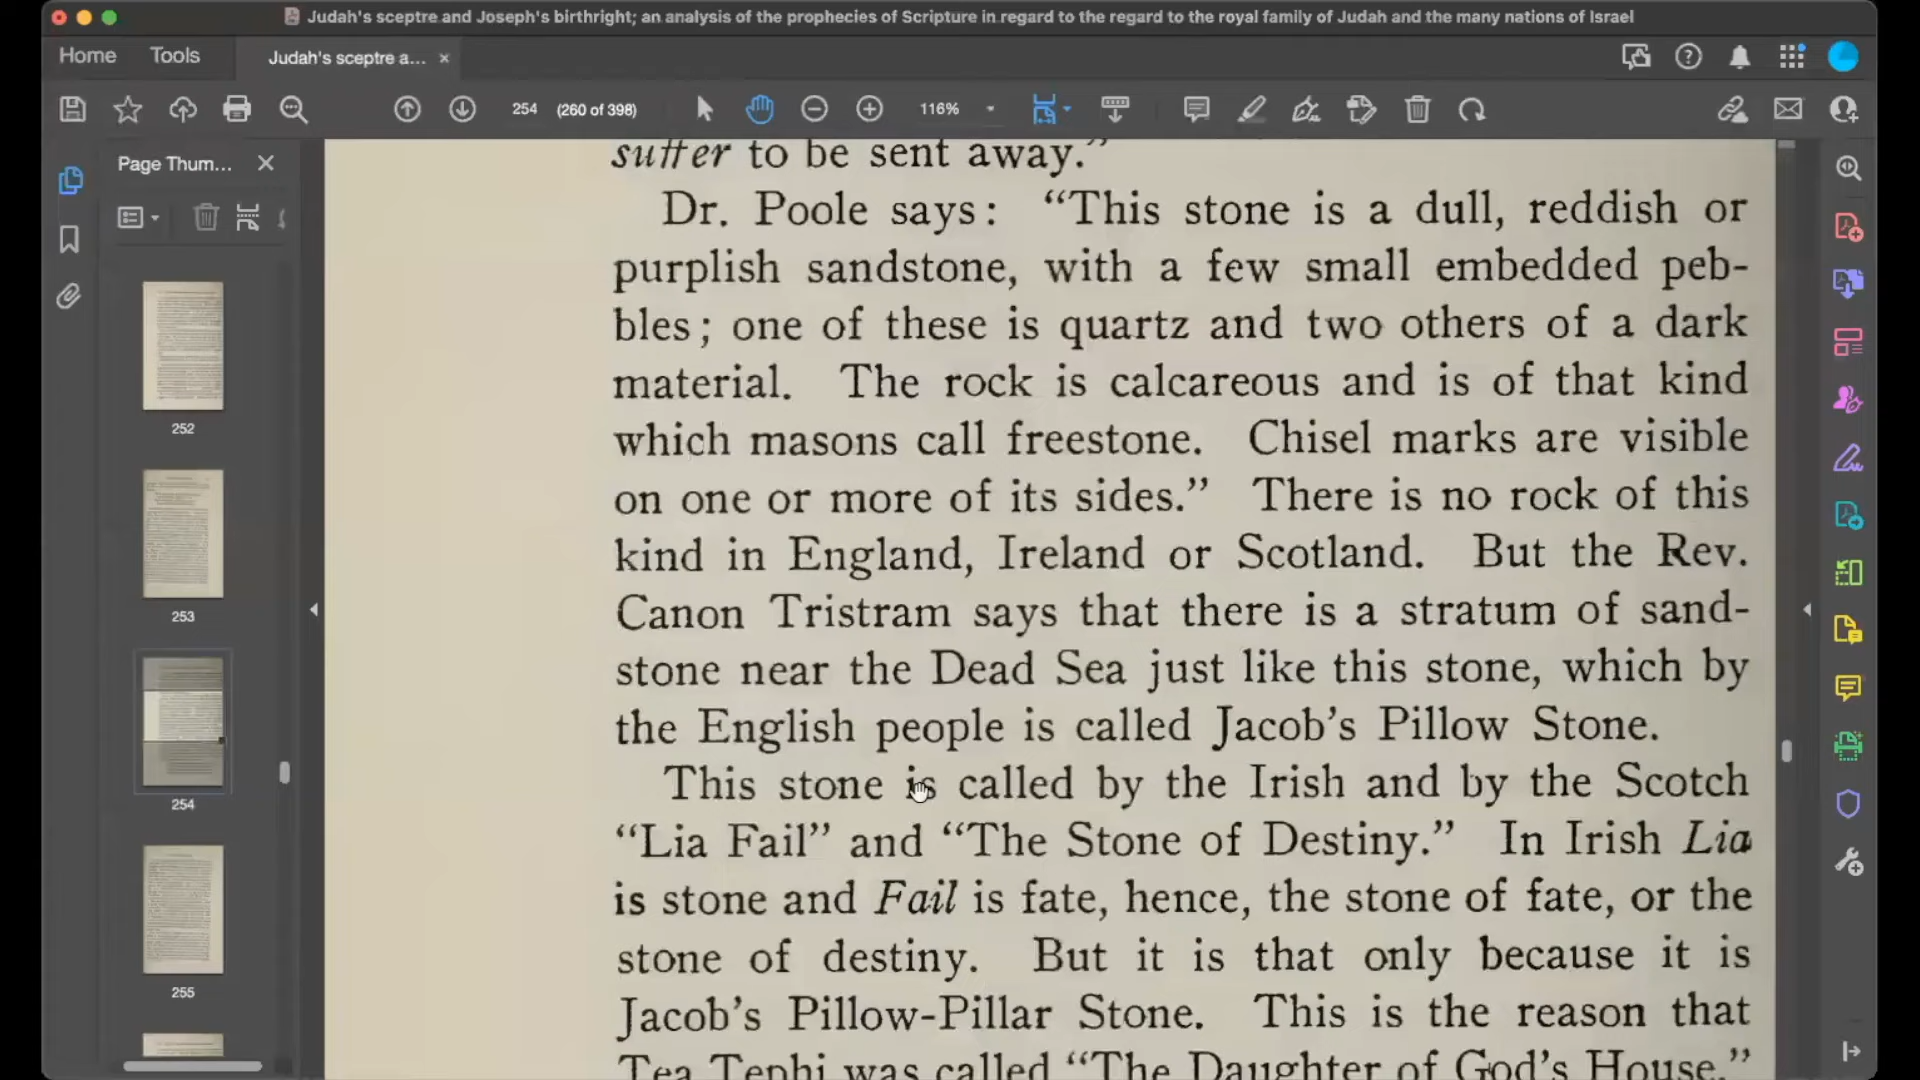 Judah's sceptre and Joseph's birthright; an analysis of the prophecies of Scripture in regard to the regard to the royal family of Judah and the many nations of Israel
Home Tools Judah's sceptre a... ×
254 (260 of 398) 116%
Page Thum...
252
253
254
255
suffer to be sent away.”
Dr. Poole says: “This stone is a dull, reddish or
purplish sandstone, with a few small embedded peb-
bles; one of these is quartz and two others of a dark
material. The rock is calcareous and is of that kind
which masons call freestone. Chisel marks are visible
on one or more of its sides.” There is no rock of this
kind in England, Ireland or Scotland. But the Rev.
Canon Tristram says that there is a stratum of sand-
stone near the Dead Sea just like this stone, which by
the English people is called Jacob’s Pillow Stone.
This stone is called by the Irish and by the Scotch
“Lia Fail” and “The Stone of Destiny.” In Irish Lia
is stone and Fail is fate, hence, the stone of fate, or the
stone of destiny. But it is that only because it is
Jacob’s Pillow-Pillar Stone. This is the reason that
Tea Tephi was called “The Daughter of God’s House.”